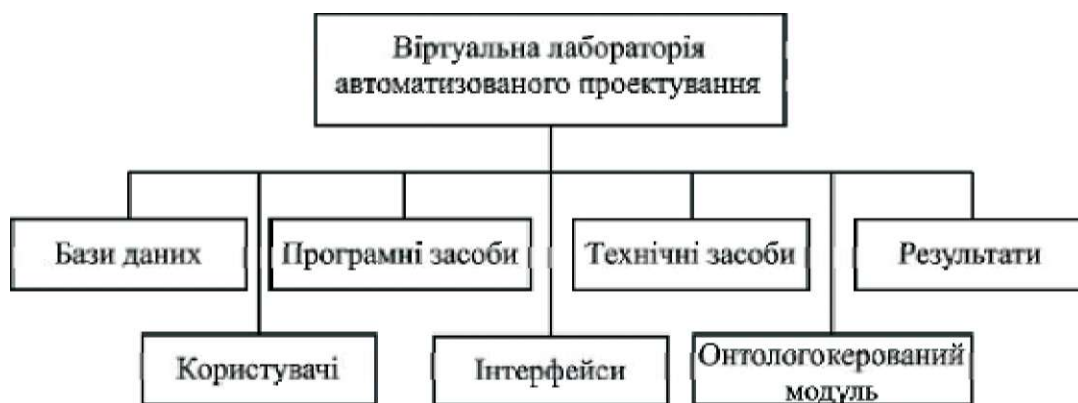 Віртуальна лабораторія
автоматизованого проектування
Бази даних
Програмні засоби
Технічні засоби
Результати
Користувачі
Інтерфейси
Онтологокерований
модуль